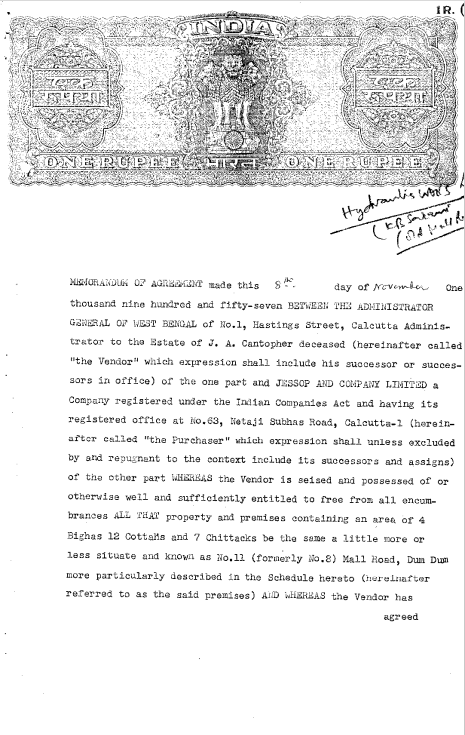 1R. (
INDIA
एक रुपया
एक रुपया
ONE RUPEE भारत ONE RUPEE
Hydraulic Works
(K.B.
(Old Mall R
MEMORANDUM OF AGREEMENT made this 8th. day of November One
thousand nine hundred and fifty-seven BETWEEN THE ADMINISTRATOR
GENERAL OF WEST BENGAL of No.1, Hastings Street, Calcutta Adminis-
trator to the Estate of J. A. Cantopher deceased (hereinafter called
"the Vendor" which expression shall include his successor or succes-
sors in office) of the one part and JESSOP AND COMPANY LIMITED a
Company registered under the Indian Companies Act and having its
registered office at No.63, Netaji Subhas Road, Calcutta-1 (herein-
after called "the Purchaser" which expression shall unless excluded
by and repugnant to the context include its successors and assigns)
of the other part WHEREAS the Vendor is seised and possessed of or
otherwise well and sufficiently entitled to free from all encum-
brances ALL THAT property and premises containing an area of 4
Bighas 12 Cottahs and 7 Chittacks be the same a little more or
less situate and known as No.11 (formerly No.2) Mall Road, Dum Dum
more particularly described in the Schedule hereto (hereinafter
referred to as the said premises) AND WHEREAS the Vendor has
agreed